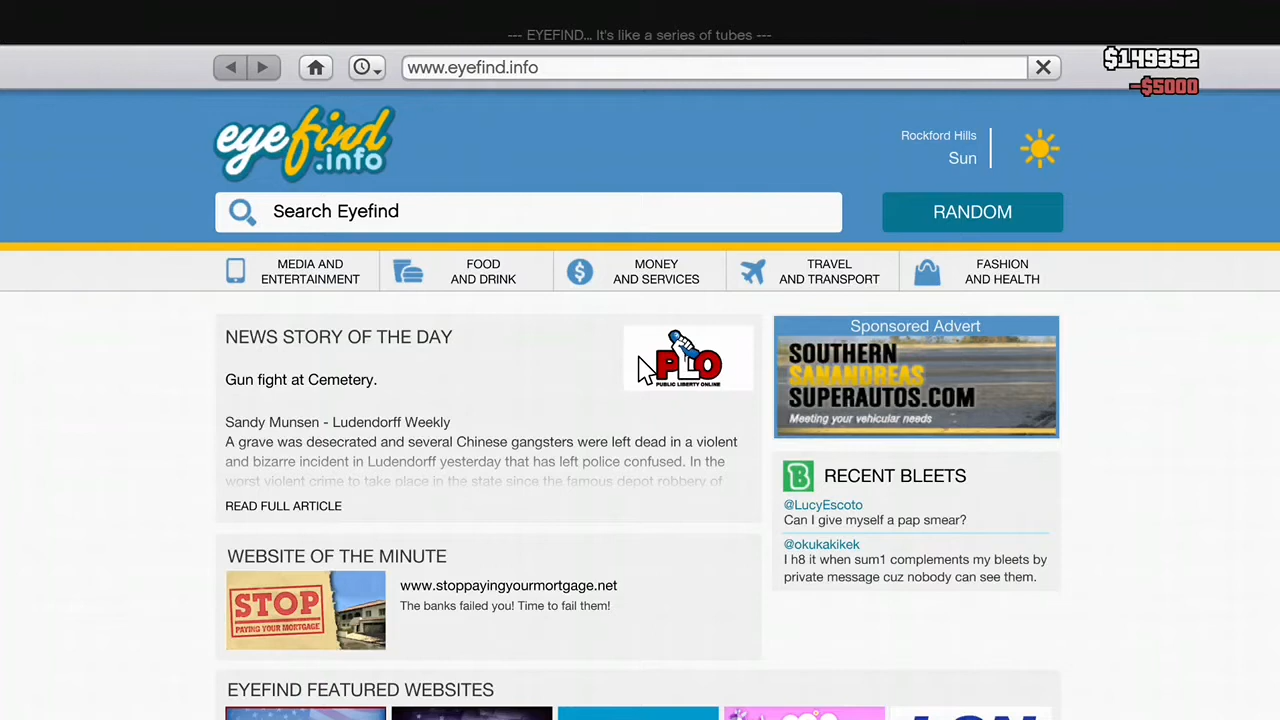 --- EYEFIND... It's like a series of tubes ---
www.eyefind.info
$149352
-$5000
eyefind
.info
Rockford Hills
Sun
Search Eyefind
RANDOM
MEDIA AND
ENTERTAINMENT
FOOD
AND DRINK
MONEY
AND SERVICES
TRAVEL
AND TRANSPORT
FASHION
AND HEALTH
NEWS STORY OF THE DAY
PLO
PUBLIC LIBERTY ONLINE
Gun fight at Cemetery.
Sandy Munsen - Ludendorff Weekly
A grave was desecrated and several Chinese gangsters were left dead in a violent
and bizarre incident in Ludendorff yesterday that has left police confused. In the
worst violent crime to take place in the state since the famous depot robbery of
READ FULL ARTICLE
Sponsored Advert
SOUTHERN
SANANDREAS
SUPERAUTOS.COM
Meeting your vehicular needs
RECENT BLEETS
@LucyEscoto
Can I give myself a pap smear?
@okukakikek
I h8 it when sum1 complements my bleets by
private message cuz nobody can see them.
WEBSITE OF THE MINUTE
STOP
PAYING YOUR MORTGAGE
www.stoppayingyourmortgage.net
The banks failed you! Time to fail them!
EYEFIND FEATURED WEBSITES